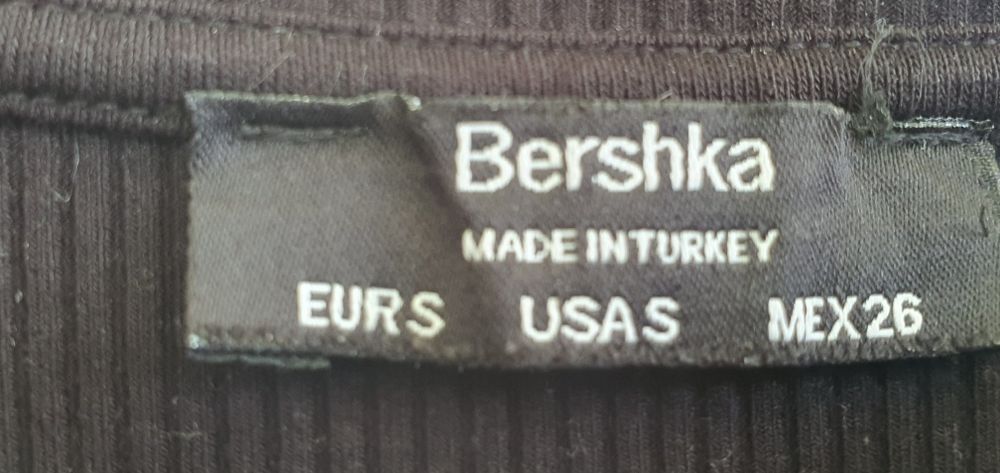 Bershka
MADE IN TURKEY
EUR S USA S MEX 26